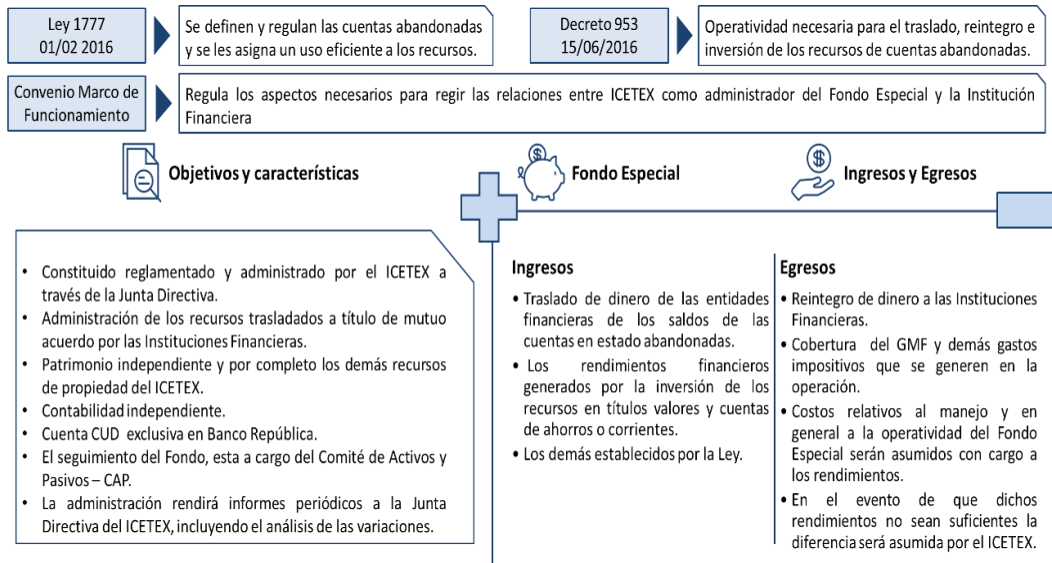 Ley 1777
01/02 2016
Se definen y regulan las cuentas abandonadas
y se les asigna un uso eficiente a los recursos.
Decreto 953
15/06/2016
Operatividad necesaria para el traslado, reintegro e
inversión de los recursos de cuentas abandonadas.
Convenio Marco de
Funcionamiento
Regula los aspectos necesarios para regir las relaciones entre ICETEX como administrador del Fondo Especial y la Institución
Financiera
Objetivos y características
Fondo Especial
Ingresos y Egresos
• Constituido reglamentado y administrado por el ICETEX a
través de la Junta Directiva.
• Administración de los recursos trasladados a título de mutuo
acuerdo por las Instituciones Financieras.
• Patrimonio independiente y por completo los demás recursos
de propiedad del ICETEX.
• Contabilidad independiente.
• Cuenta CUD exclusiva en Banco República.
• El seguimiento del Fondo, esta a cargo del Comité de Activos y
Pasivos – CAP.
• La administración rendirá informes periódicos a la Junta
Directiva del ICETEX, incluyendo el análisis de las variaciones.
Ingresos
• Traslado de dinero de las entidades
financieras de los saldos de las
cuentas en estado abandonadas.
• Los rendimientos financieros
generados por la inversión de los
recursos en títulos valores y cuentas
de ahorros o corrientes.
• Los demás establecidos por la Ley.
Egresos
• Reintegro de dinero a las Instituciones
Financieras.
• Cobertura del GMF y demás gastos
impositivos que se generen en la
operación.
• Costos relativos al manejo y en
general a la operatividad del Fondo
Especial serán asumidos con cargo a
los rendimientos.
• En el evento de que dichos
rendimientos no sean suficientes la
diferencia será asumida por el ICETEX.